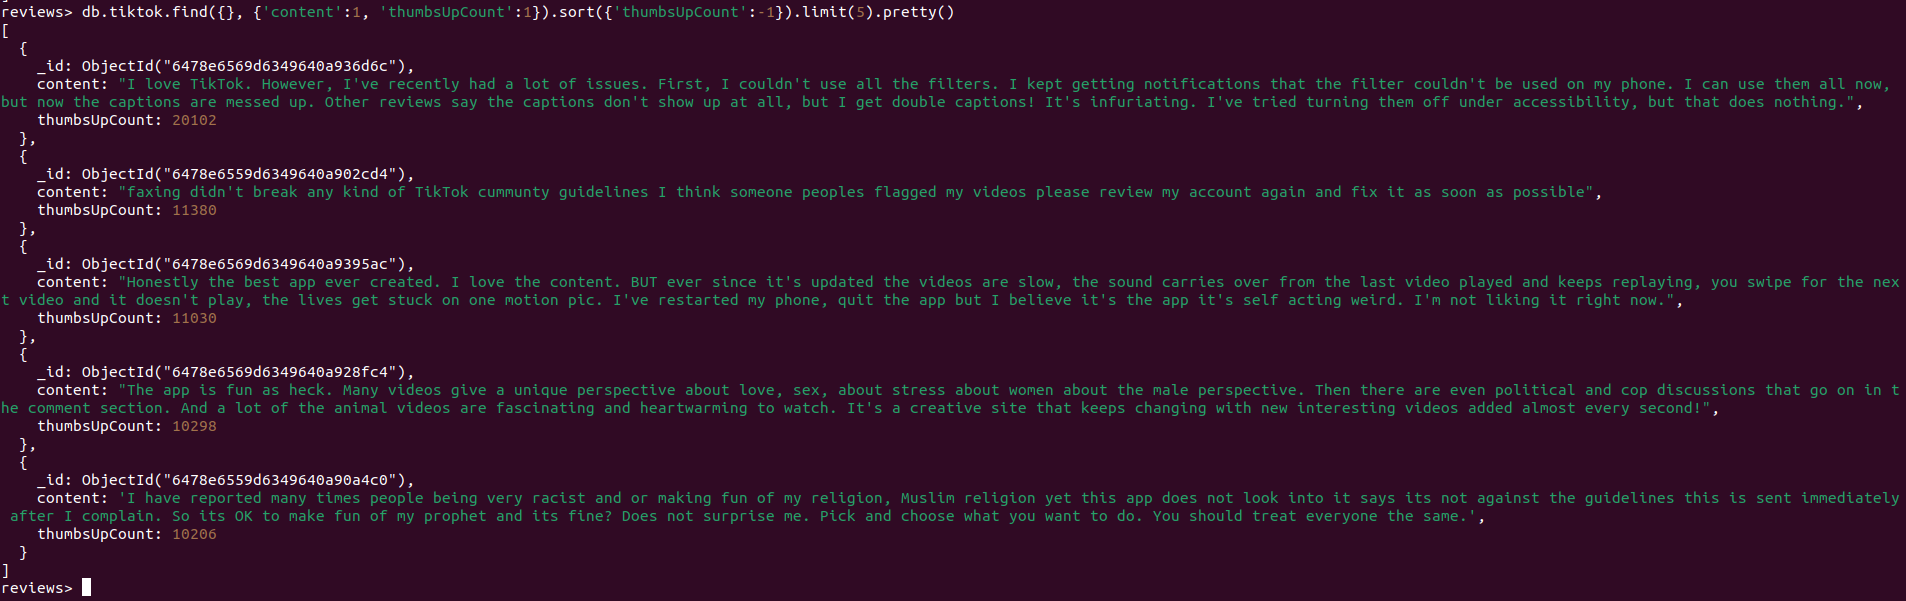 reviews> db.tiktok.find({}, {'content':1, 'thumbsUpCount':1}).sort({'thumbsUpCount':-1}).limit(5).pretty()
[
  {
    _id: ObjectId("6478e6569d6349640a936d6c"),
    content: "I love TikTok. However, I've recently had a lot of issues. First, I couldn't use all the filters. I kept getting notifications that the filter couldn't be used on my phone. I can use them all now,
but now the captions are messed up. Other reviews say the captions don't show up at all, but I get double captions! It's infuriating. I've tried turning them off under accessibility, but that does nothing.",
    thumbsUpCount: 20102
  },
  {
    _id: ObjectId("6478e6559d6349640a902cd4"),
    content: "faxing didn't break any kind of TikTok cummunty guidelines I think someone peoples flagged my videos please review my account again and fix it as soon as possible",
    thumbsUpCount: 11380
  },
  {
    _id: ObjectId("6478e6569d6349640a9395ac"),
    content: "Honestly the best app ever created. I love the content. BUT ever since it's updated the videos are slow, the sound carries over from the last video played and keeps replaying, you swipe for the nex
t video and it doesn't play, the lives get stuck on one motion pic. I've restarted my phone, quit the app but I believe it's the app it's self acting weird. I'm not liking it right now.",
    thumbsUpCount: 11030
  },
  {
    _id: ObjectId("6478e6569d6349640a928fc4"),
    content: "The app is fun as heck. Many videos give a unique perspective about love, sex, about stress about women about the male perspective. Then there are even political and cop discussions that go on in t
he comment section. And a lot of the animal videos are fascinating and heartwarming to watch. It's a creative site that keeps changing with new interesting videos added almost every second!",
    thumbsUpCount: 10298
  },
  {
    _id: ObjectId("6478e6559d6349640a90a4c0"),
    content: 'I have reported many times people being very racist and or making fun of my religion, Muslim religion yet this app does not look into it says its not against the guidelines this is sent immediately
 after I complain. So its OK to make fun of my prophet and its fine? Does not surprise me. Pick and choose what you want to do. You should treat everyone the same.',
    thumbsUpCount: 10206
  }
]
reviews>